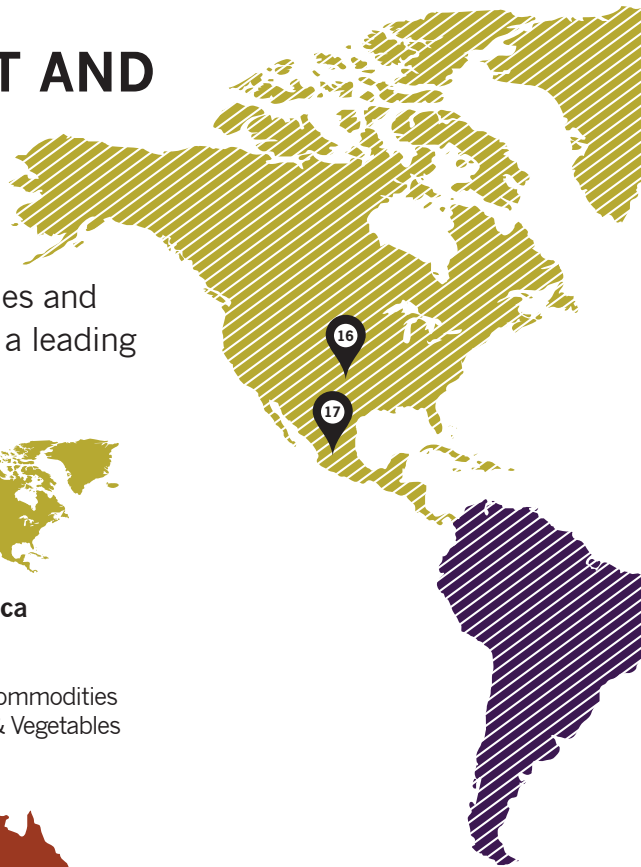 T AND
es and
a leading
16
17
ca
ommodities
& Vegetables